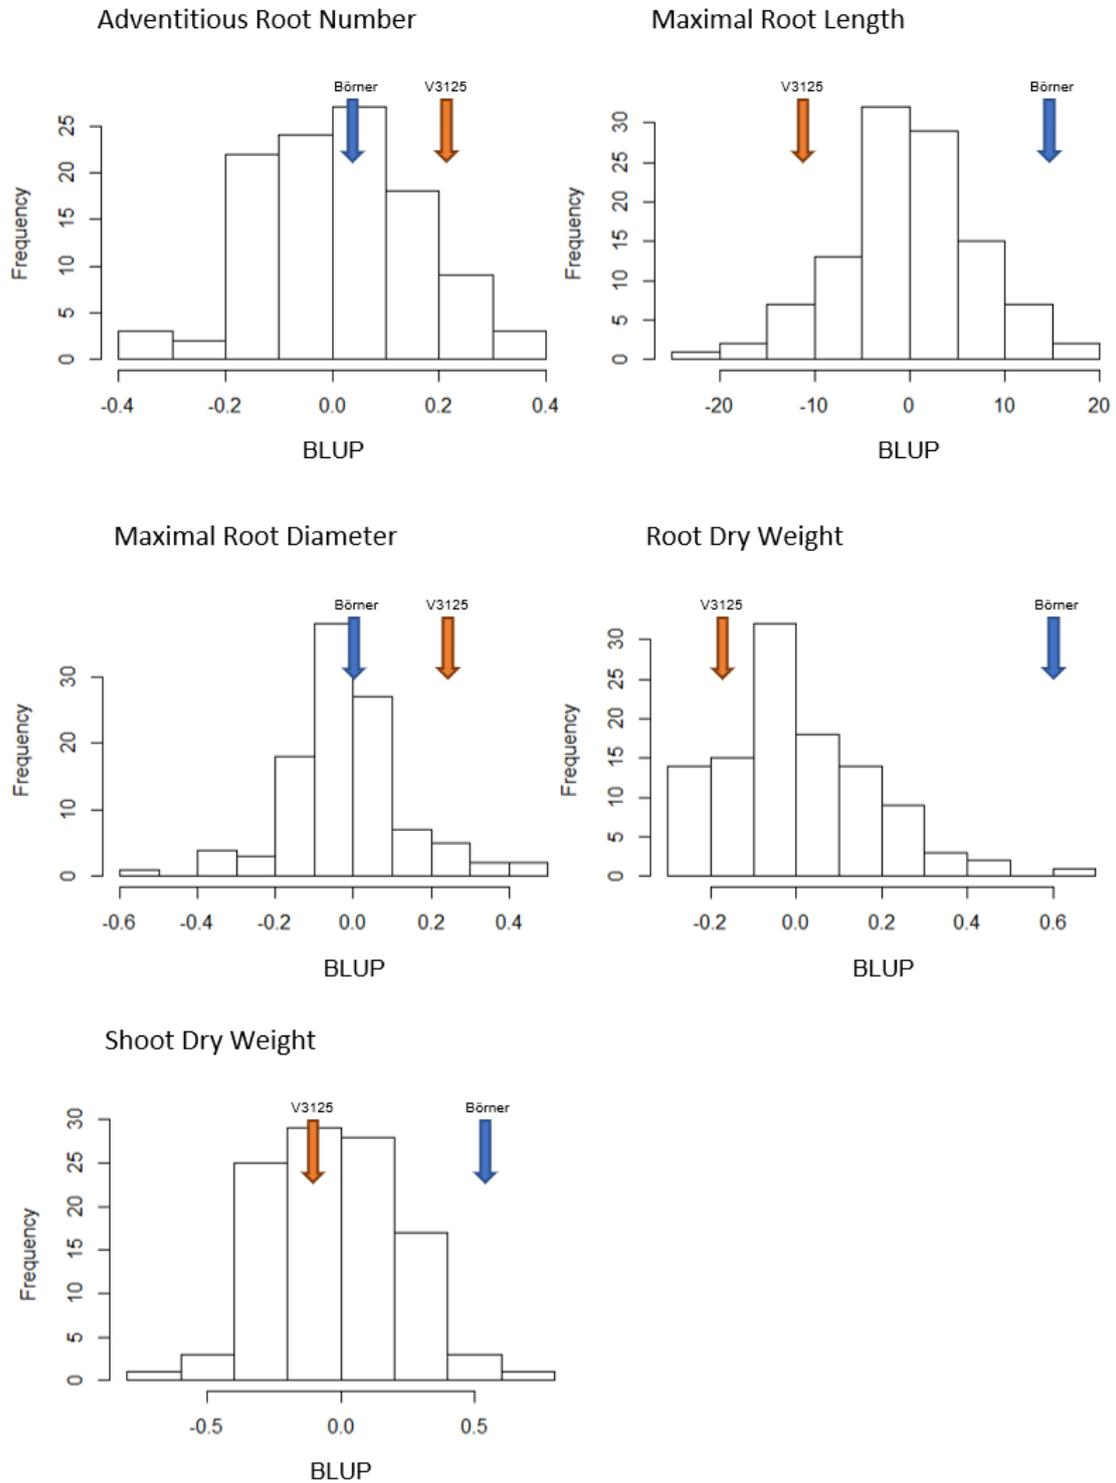 Adventitious Root Number
Börner
V3125
Frequency
25
20
15
10
5
0
-0.4 -0.2 0.0 0.2 0.4
BLUP
Maximal Root Length
V3125
Börner
Frequency
30
25
20
15
10
5
0
-20 -10 0 10 20
BLUP
Maximal Root Diameter
Börner
V3125
Frequency
30
20
10
0
-0.6 -0.4 -0.2 0.0 0.2 0.4
BLUP
Root Dry Weight
V3125
Börner
Frequency
30
25
20
15
10
5
0
-0.2 0.0 0.2 0.4 0.6
BLUP
Shoot Dry Weight
V3125
Börner
Frequency
30
25
20
15
10
5
0
-0.5 0.0 0.5
BLUP